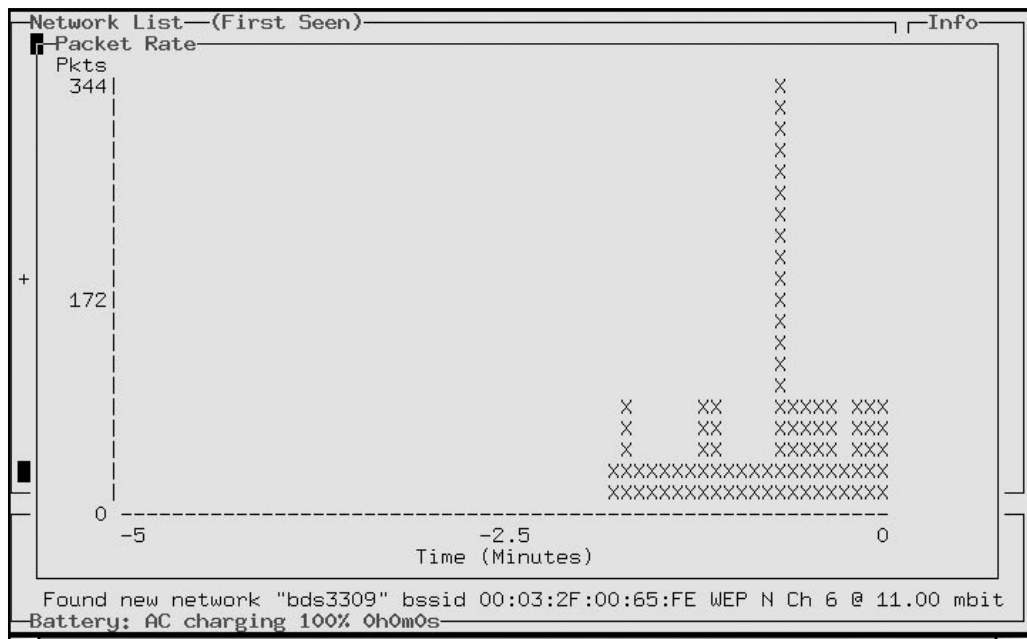 Network List—(First Seen) Info
Packet Rate
Pkts
344
172
0
-5 -2.5 0
Time (Minutes)
Found new network "bds3309" bssid 00:03:2F:00:65:FE WEP N Ch 6 @ 11.00 mbit
Battery: AC charging 100% 0h0m0s